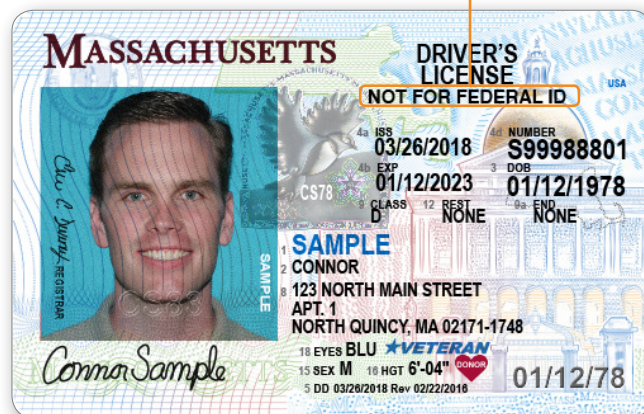 MASSACHUSETTS
DRIVER'S
LICENSE
NOT FOR FEDERAL ID
USA
4a ISS
03/26/2018
4d NUMBER
S99988801
4b EXP
01/12/2023
3 DOB
01/12/1978
9 CLASS
D
12 REST
NONE
9a END
NONE
CS78
REGISTRAR
SAMPLE
1 SAMPLE
2 CONNOR
8 123 NORTH MAIN STREET
APT. 1
NORTH QUINCY, MA 02171-1748
18 EYES BLU VETERAN
15 SEX M 16 HGT 6'-04" DONOR
5 DD 03/26/2018 Rev 02/22/2016
01/12/78
Connor Sample